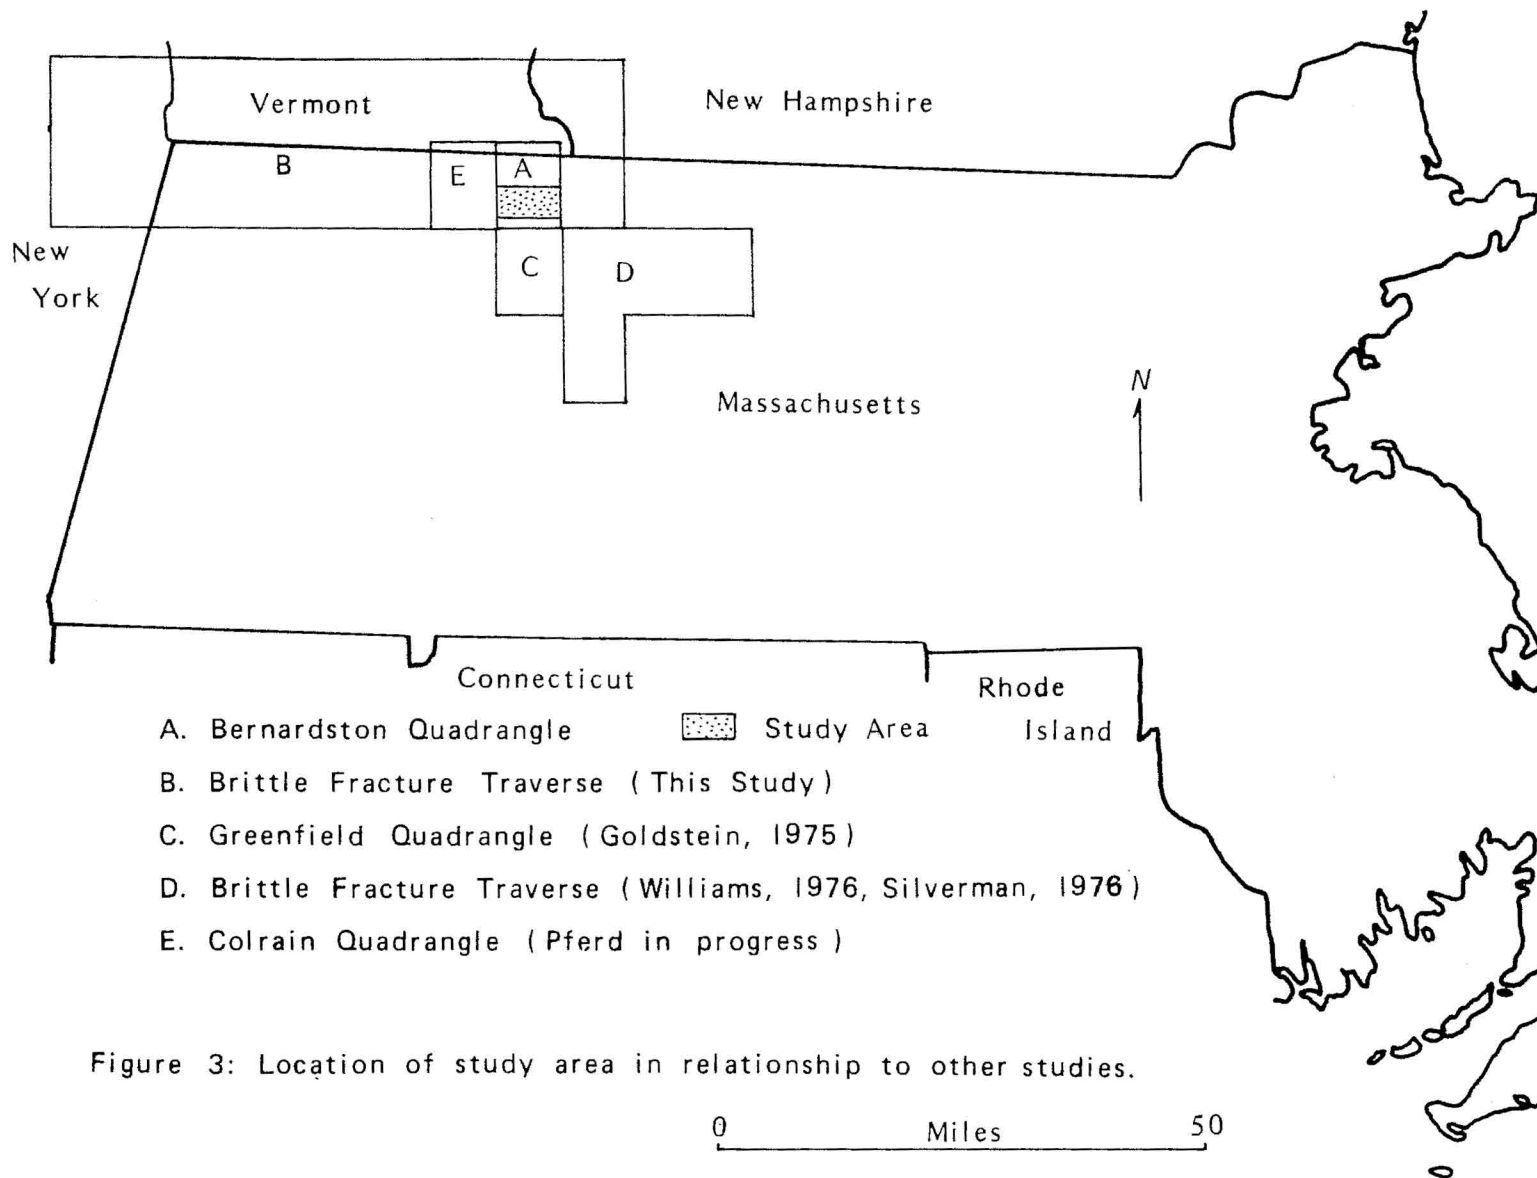 Vermont
New Hampshire
B
E
A
New
York
C
D
N
Massachusetts
Connecticut
Rhode
Island
A. Bernardston Quadrangle
Study Area
B. Brittle Fracture Traverse (This Study)
C. Greenfield Quadrangle (Goldstein, 1975)
D. Brittle Fracture Traverse (Williams, 1976, Silverman, 1976)
E. Colrain Quadrangle (Pferd in progress)
Figure 3: Location of study area in relationship to other studies.
0 Miles 50